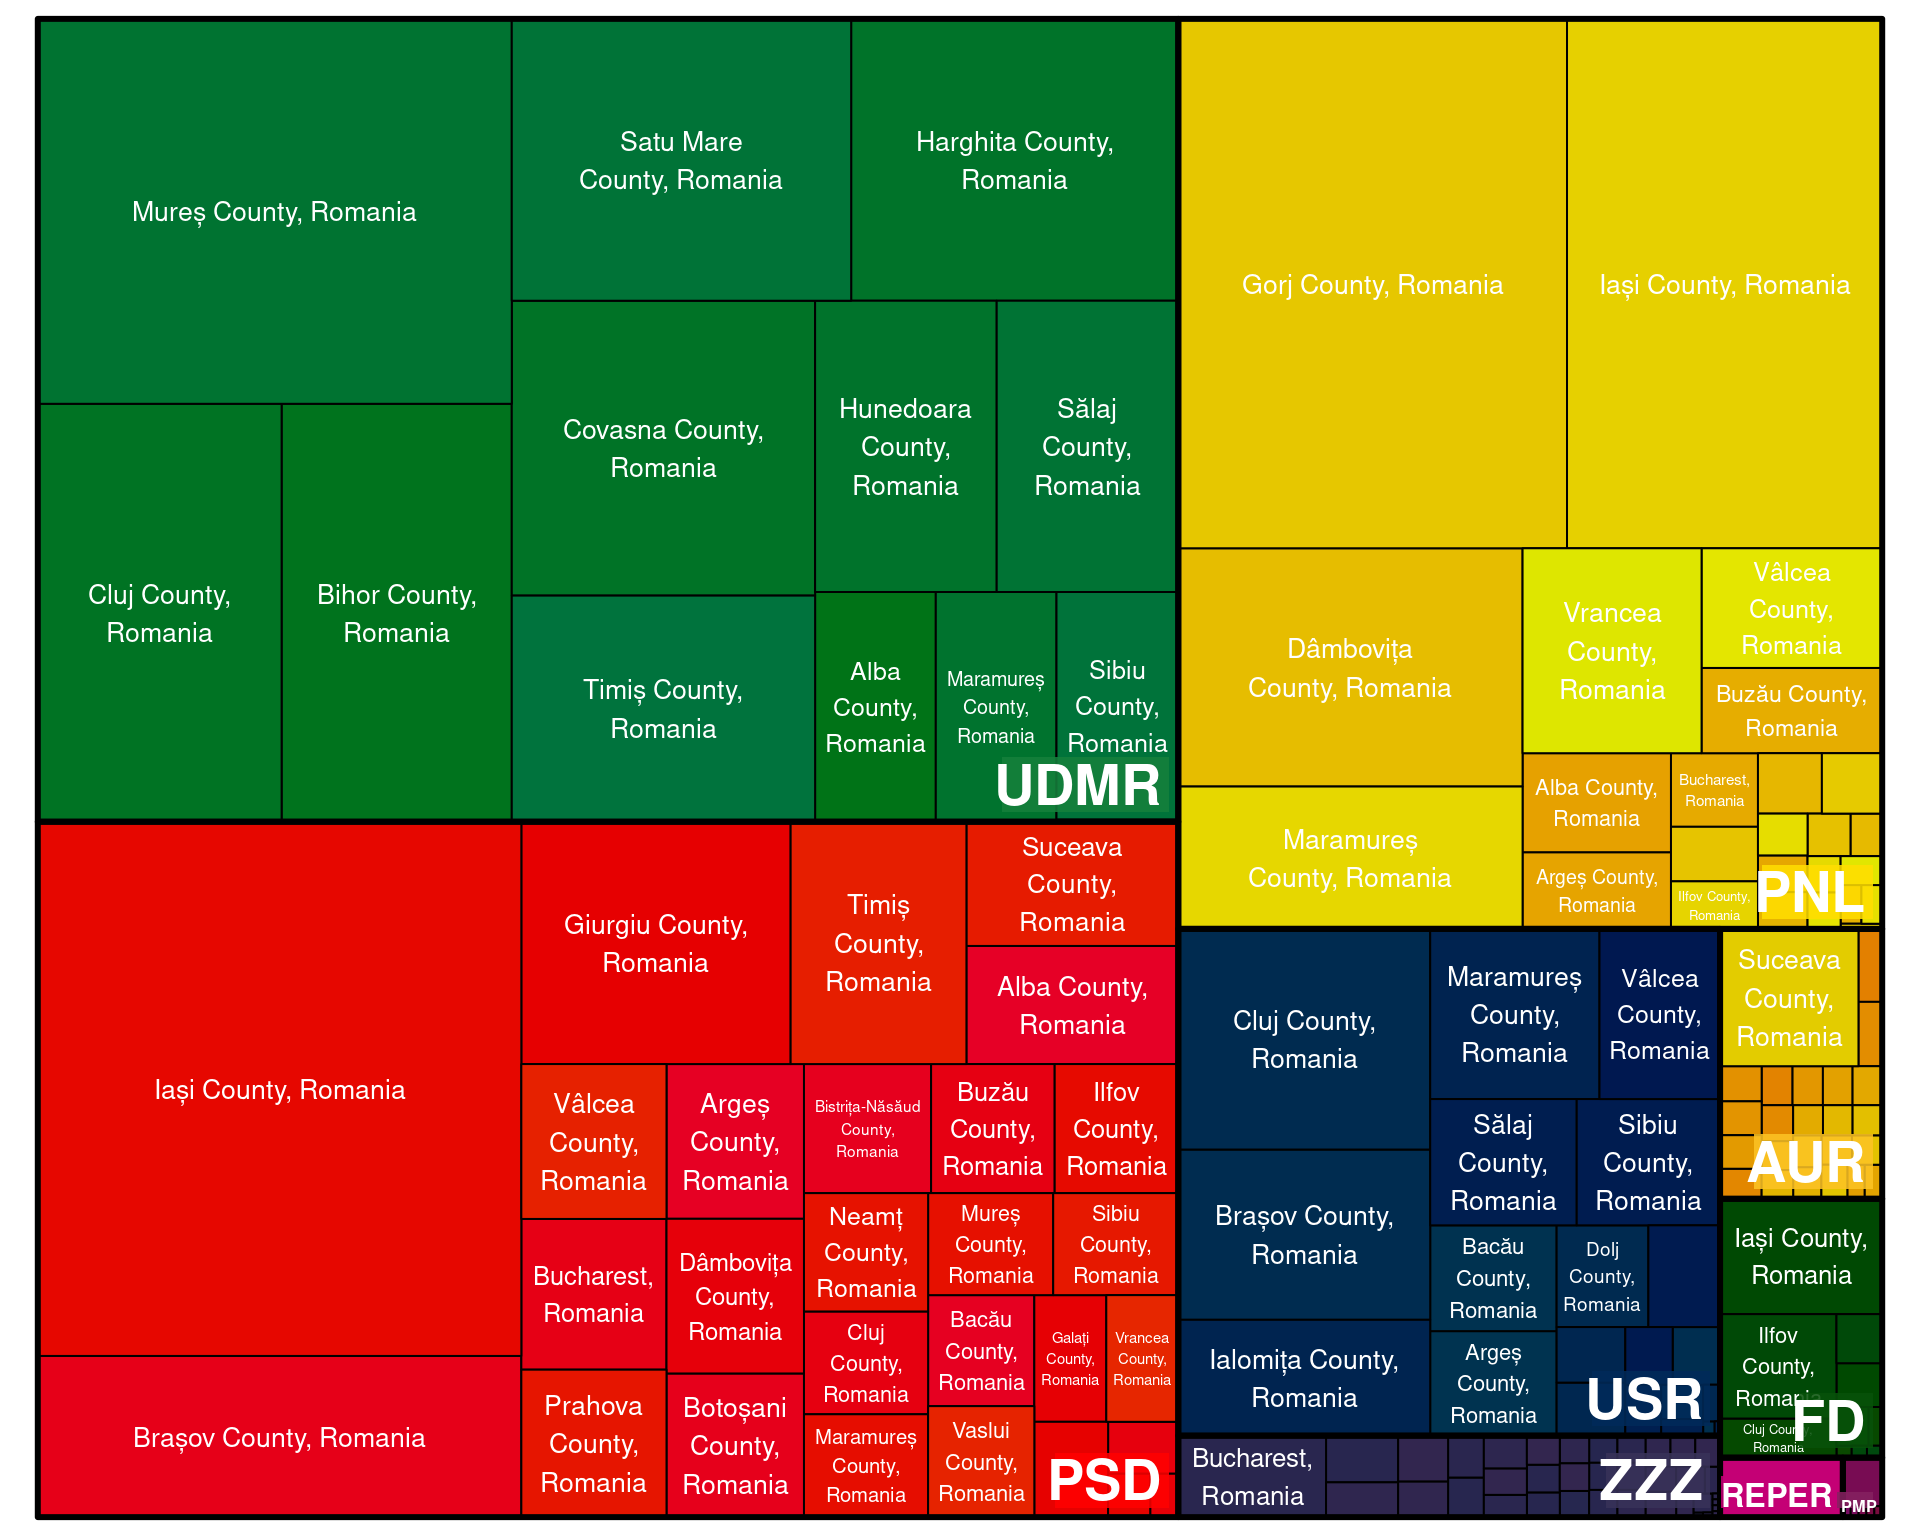 Mureș County, Romania
Satu Mare
County, Romania
Harghita County,
Romania
Cluj County,
Romania
Bihor County,
Romania
Covasna County,
Romania
Hunedoara
County,
Romania
Sălaj
County,
Romania
Timiș County,
Romania
Alba
County,
Romania
Maramureș
County,
Romania
Sibiu
County,
Romania
UDMR
Gorj County, Romania
Iași County, Romania
Dâmbovița
County, Romania
Vrancea
County,
Romania
Vâlcea
County,
Romania
Buzău County,
Romania
Maramureș
County, Romania
Alba County,
Romania
Bucharest,
Romania
Argeș County,
Romania
Ilfov County,
Romania
PNL
Iași County, Romania
Brașov County, Romania
Giurgiu County,
Romania
Timiș
County,
Romania
Suceava
County,
Romania
Alba County,
Romania
Vâlcea
County,
Romania
Argeș
County,
Romania
Bistrița-Năsăud
County,
Romania
Buzău
County,
Romania
Ilfov
County,
Romania
Bucharest,
Romania
Dâmbovița
County,
Romania
Neamț
County,
Romania
Mureș
County,
Romania
Sibiu
County,
Romania
Prahova
County,
Romania
Botoșani
County,
Romania
Cluj
County,
Romania
Bacău
County,
Romania
Galați
County,
Romania
Vrancea
County,
Romania
Maramureș
County,
Romania
Vaslui
County,
Romania
PSD
Cluj County,
Romania
Maramureș
County,
Romania
Vâlcea
County,
Romania
Brașov County,
Romania
Sălaj
County,
Romania
Sibiu
County,
Romania
Ialomița County,
Romania
Bacău
County,
Romania
Dolj
County,
Romania
Argeș
County,
Romania
USR
Suceava
County,
Romania
AUR
Iași County,
Romania
Ilfov
County,
Romania
Cluj County,
Romania
FD
Bucharest,
Romania
ZZZ
REPER
PMP